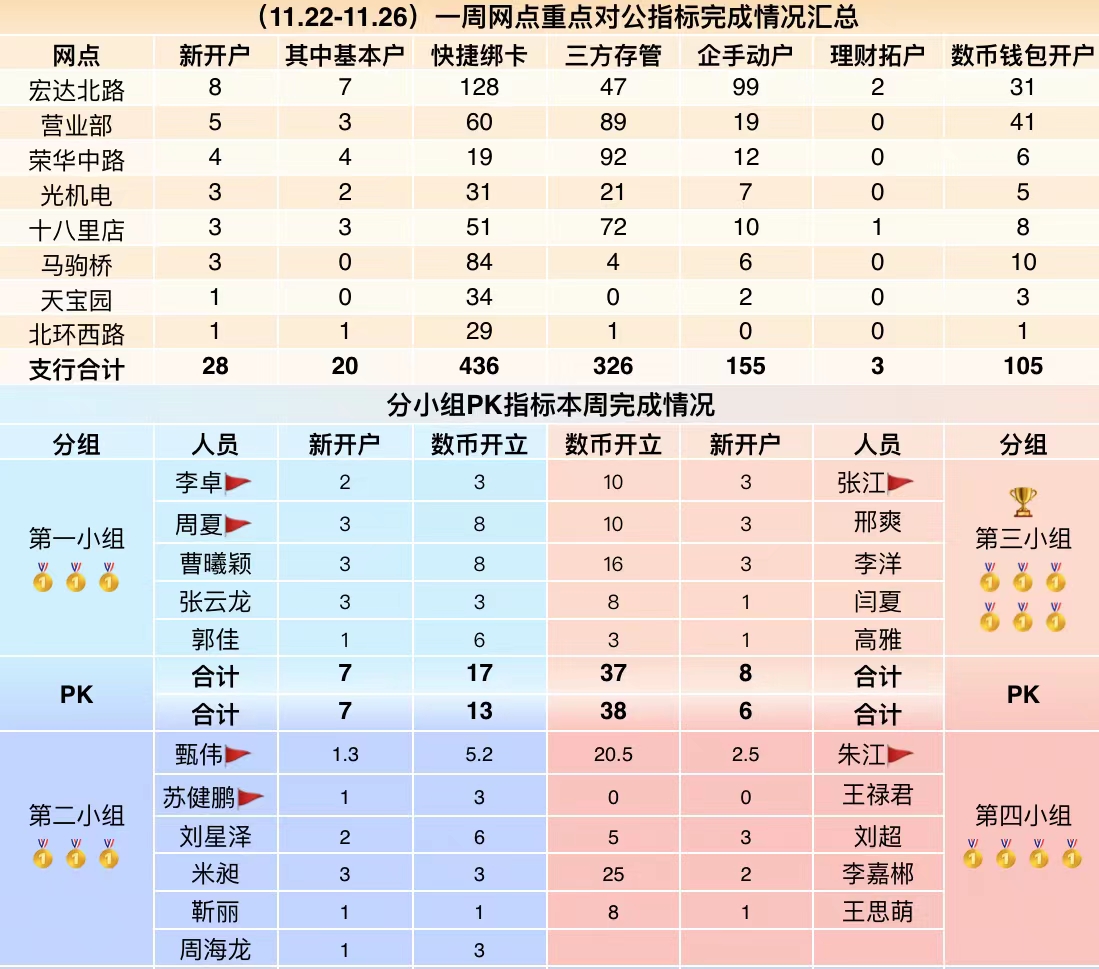 （11.22-11.26）一周网点重点对公指标完成情况汇总
网点 新开户 其中基本户 快捷绑卡 三方存管 企手动户 理财拓户 数币钱包开户
宏达北路 8 7 128 47 99 2 31
营业部 5 3 60 89 19 0 41
荣华中路 4 4 19 92 12 0 6
光机电 3 2 31 21 7 0 5
十八里店 3 3 51 72 10 1 8
马驹桥 3 0 84 4 6 0 10
天宝园 1 0 34 0 2 0 3
北环西路 1 1 29 1 0 0 1
支行合计 28 20 436 326 155 3 105
分小组PK指标本周完成情况
分组 人员 新开户 数币开立 数币开立 新开户 人员 分组
李卓 2 3 10 3 张江
周夏 3 8 10 3 邢爽
第一小组 第三小组
曹曦颖 3 8 16 3 李洋
张云龙 3 3 8 1 闫夏
郭佳 1 6 3 1 高雅
合计 7 17 37 8 合计
PK PK
合计 7 13 38 6 合计
甄伟 1.3 5.2 20.5 2.5 朱江
苏健鹏 1 3 0 0 王禄君
第二小组 第四小组
刘星泽 2 6 5 3 刘超
米昶 3 3 25 2 李嘉郴
靳丽 1 1 8 1 王思萌
周海龙 1 3